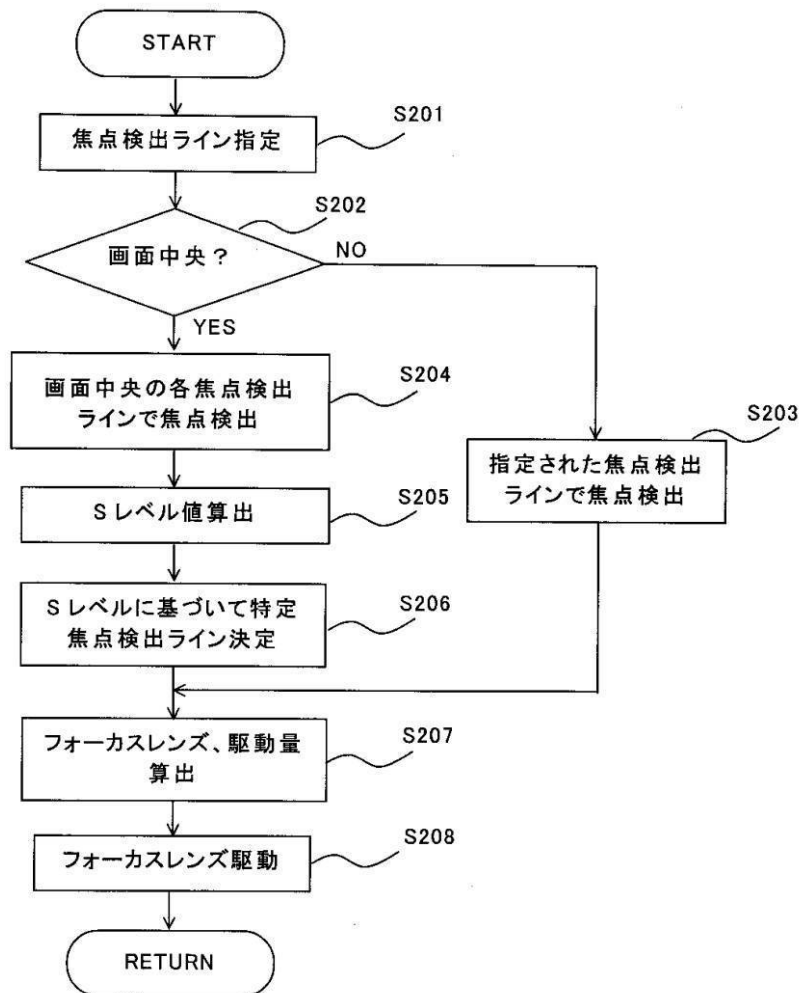 START
S201
焦点検出ライン指定
S202
画面中央？
NO
YES
S204
画面中央の各焦点検出
ラインで焦点検出
S203
指定された焦点検出
ラインで焦点検出
S205
Sレベル値算出
S206
Sレベルに基づいて特定
焦点検出ライン決定
S207
フォーカスレンズ、駆動量
算出
S208
フォーカスレンズ駆動
RETURN